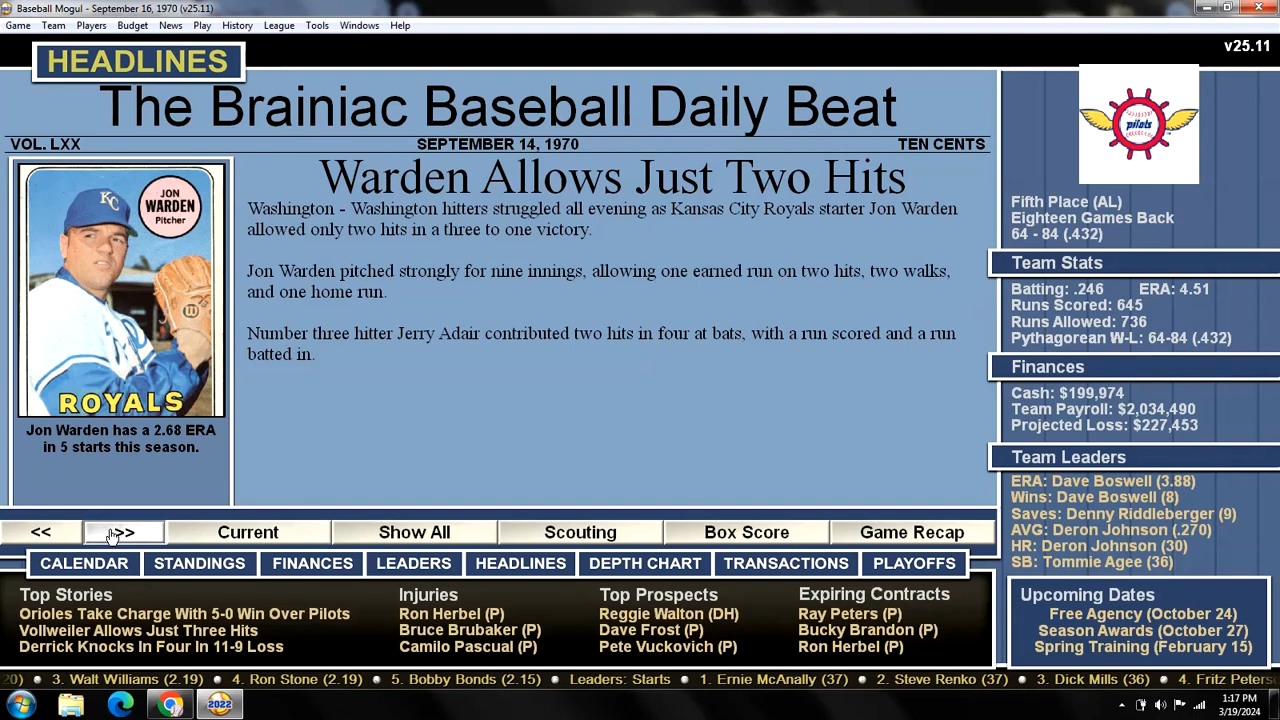 Baseball Mogul - September 16, 1970 (v25.11)
Game Team Players Budget News Play History League Tools Windows Help
HEADLINES
v25.11
The Brainiac Baseball Daily Beat
VOL. LXX SEPTEMBER 14, 1970 TEN CENTS
Warden Allows Just Two Hits
Washington - Washington hitters struggled all evening as Kansas City Royals starter Jon Warden
allowed only two hits in a three to one victory.
Jon Warden pitched strongly for nine innings, allowing one earned run on two hits, two walks,
and one home run.
Number three hitter Jerry Adair contributed two hits in four at bats, with a run scored and a run
batted in.
KC
JON
WARDEN
Pitcher
ROYALS
Jon Warden has a 2.68 ERA
in 5 starts this season.
pilots
Fifth Place (AL)
Eighteen Games Back
64 - 84 (.432)
Team Stats
Batting: .246 ERA: 4.51
Runs Scored: 645
Runs Allowed: 736
Pythagorean W-L: 64-84 (.432)
Finances
Cash: $199,974
Team Payroll: $2,034,490
Projected Loss: $227,453
Team Leaders
ERA: Dave Boswell (3.88)
Wins: Dave Boswell (8)
Saves: Denny Riddleberger (9)
AVG: Deron Johnson (.270)
HR: Deron Johnson (30)
SB: Tommie Agee (36)
<< >> Current Show All Scouting Box Score Game Recap
CALENDAR STANDINGS FINANCES LEADERS HEADLINES DEPTH CHART TRANSACTIONS PLAYOFFS
Top Stories
Orioles Take Charge With 5-0 Win Over Pilots
Vollweiler Allows Just Three Hits
Derrick Knocks In Four In 11-9 Loss
Injuries
Ron Herbel (P)
Bruce Brubaker (P)
Camilo Pascual (P)
Top Prospects
Reggie Walton (DH)
Dave Frost (P)
Pete Vuckovich (P)
Expiring Contracts
Ray Peters (P)
Bucky Brandon (P)
Ron Herbel (P)
Upcoming Dates
Free Agency (October 24)
Season Awards (October 27)
Spring Training (February 15)
20) • 3. Walt Williams (2.19) • 4. Ron Stone (2.19) • 5. Bobby Bonds (2.15) • Leaders: Starts • 1. Ernie McAnally (37) • 2. Steve Renko (37) • 3. Dick Mills (36) • 4. Fritz Peters
2022
1:17 PM
3/19/2024